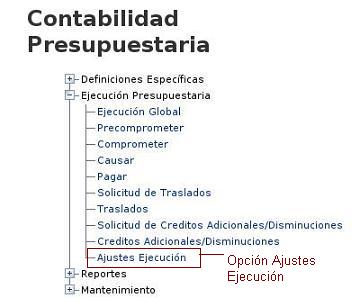 Contabilidad
Presupuestaria
Definiciones Específicas
Ejecución Presupuestaria
Ejecución Global
Precomprometer
Comprometer
Causar
Pagar
Solicitud de Traslados
Traslados
Solicitud de Creditos Adicionales/Disminuciones
Creditos Adicionales/Disminuciones
Ajustes Ejecución
Opción Ajustes
Ejecución
Reportes
Mantenimiento